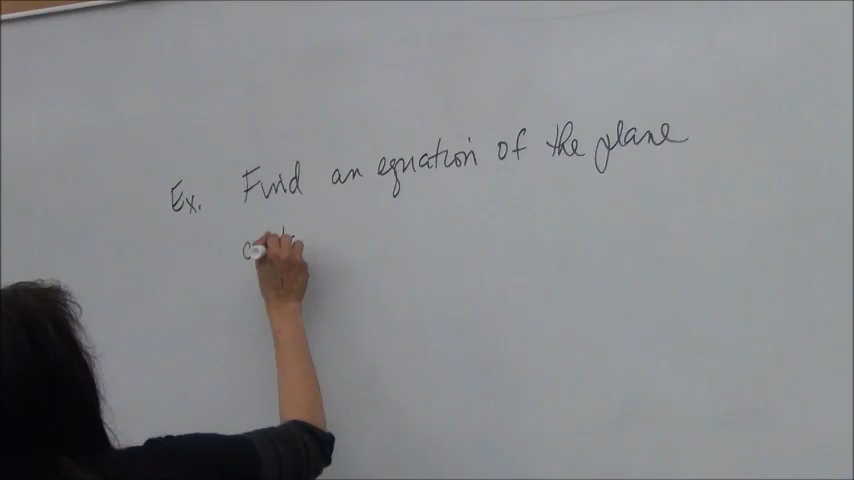 Ex. Find an equation of the plane